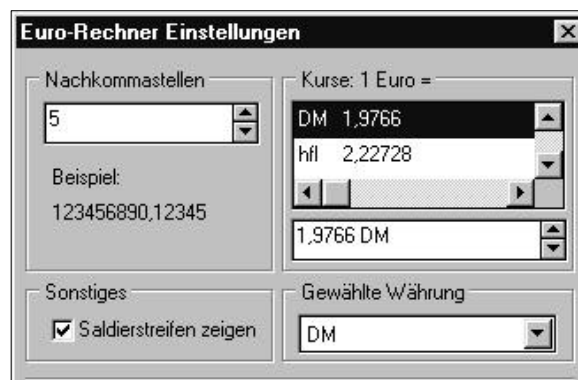 Euro-Rechner Einstellungen
Nachkommastellen
5
Beispiel:
123456890,12345
Kurse: 1 Euro =
DM 1,9766
hfl 2,22728
1,9766 DM
Sonstiges
Saldierstreifen zeigen
Gewählte Währung
DM